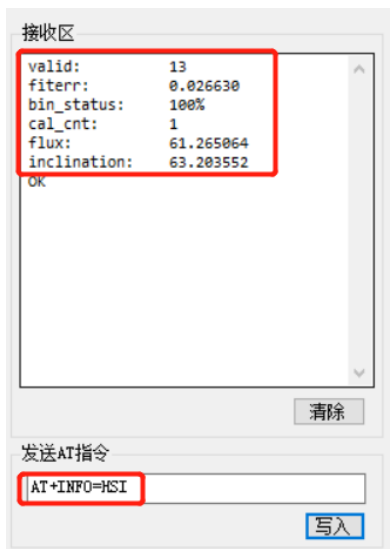 接收区
valid: 13
fiterr: 0.026630
bin_status: 100%
cal_cnt: 1
flux: 61.265064
inclination: 63.203552
OK
清除
发送AT指令
AT+INFO=HSI
写入